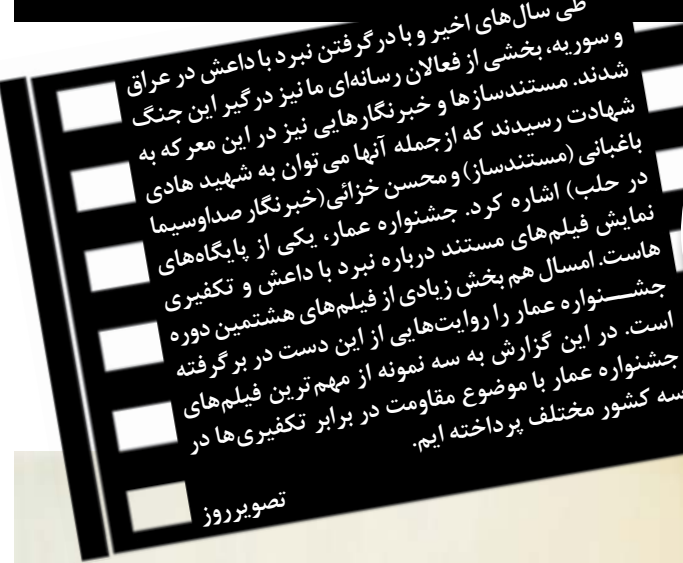 طی سال‌های اخیر و با درگرفتن نبرد با داعش در عراق
و سوریه، بخشی از فعالان رسانه‌ای ما نیز درگیر این جنگ
شدند. مستندسازها و خبرنگارهایی نیز در این معرکه به
شهادت رسیدند که ازجمله آنها می‌توان به شهید هادی
باغبانی (مستندساز) و محسن خزائی(خبرنگار صداوسیما
در حلب) اشاره کرد. جشنواره عمار، یکی از پایگاه‌های
نمایش فیلم‌های مستند درباره نبرد با داعش و تکفیری
هاست. امسال هم بخش زیادی از فیلم‌های هشتمین دوره
جشنواره عمار را روایت‌هایی از این دست در برگرفته
است. در این گزارش به سه نمونه از مهم‌ترین فیلم‌های
جشنواره عمار با موضوع مقاومت در برابر تکفیری‌ها در
سه کشور مختلف پرداخته ایم.
تصویرروز